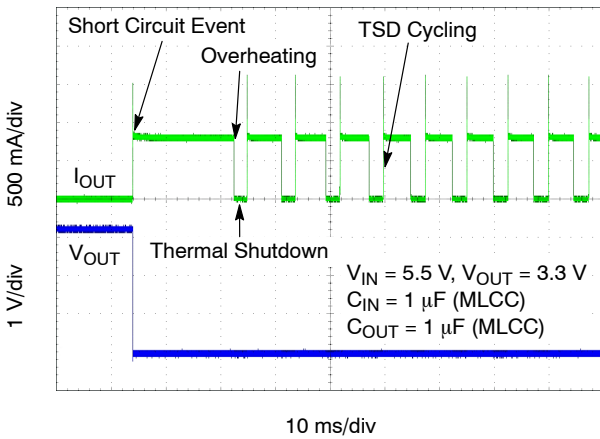 Short Circuit Event
TSD Cycling
Overheating
500 mA/div
IOUT
Thermal Shutdown
VOUT
1 V/div
VIN = 5.5 V, VOUT = 3.3 V
CIN = 1 μF (MLCC)
COUT = 1 μF (MLCC)
10 ms/div